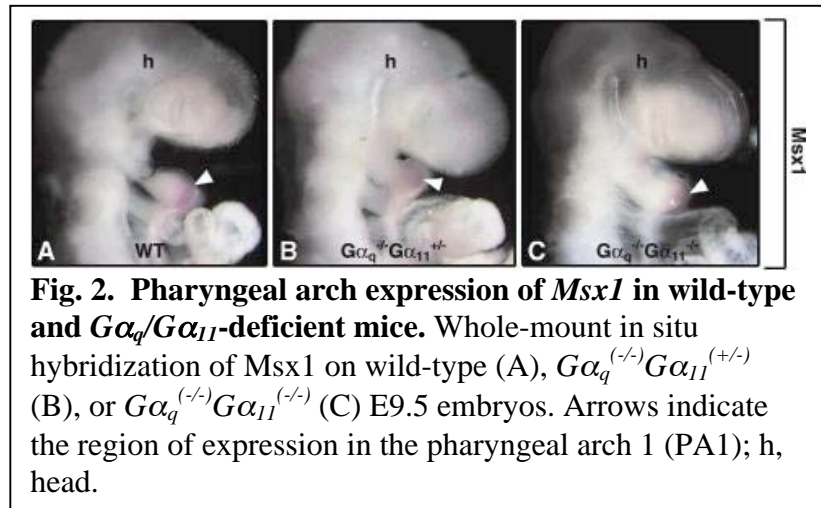 h
h
h
Msx1
A
WT
B
Gαq-/-Gα11+/-
C
Gαq-/-Gα11-/-
Fig. 2. Pharyngeal arch expression of Msx1 in wild-type
and Gαq/Gα11-deficient mice. Whole-mount in situ
hybridization of Msx1 on wild-type (A), Gαq(-/-)Gα11(+/-)
(B), or Gαq(-/-)Gα11(-/-) (C) E9.5 embryos. Arrows indicate
the region of expression in the pharyngeal arch 1 (PA1); h,
head.